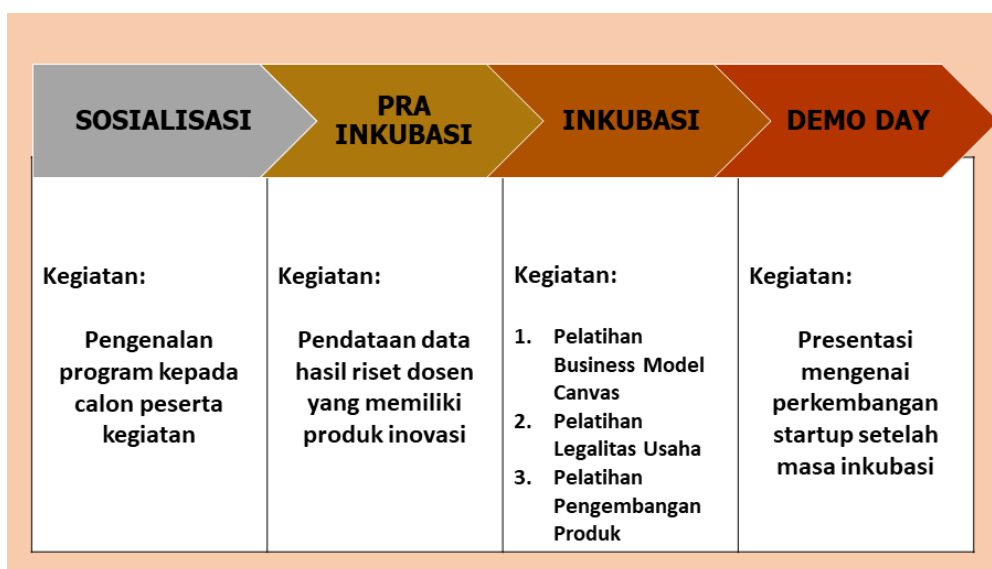 SOSIALISASI
PRA
INKUBASI
INKUBASI
DEMO DAY
Kegiatan:
Pengenalan
program kepada
calon peserta
kegiatan
Kegiatan:
Pendataan data
hasil riset dosen
yang memiliki
produk inovasi
Kegiatan:
1. Pelatihan
Business Model
Canvas
2. Pelatihan
Legalitas Usaha
3. Pelatihan
Pengembangan
Produk
Kegiatan:
Presentasi
mengenai
perkembangan
startup setelah
masa inkubasi